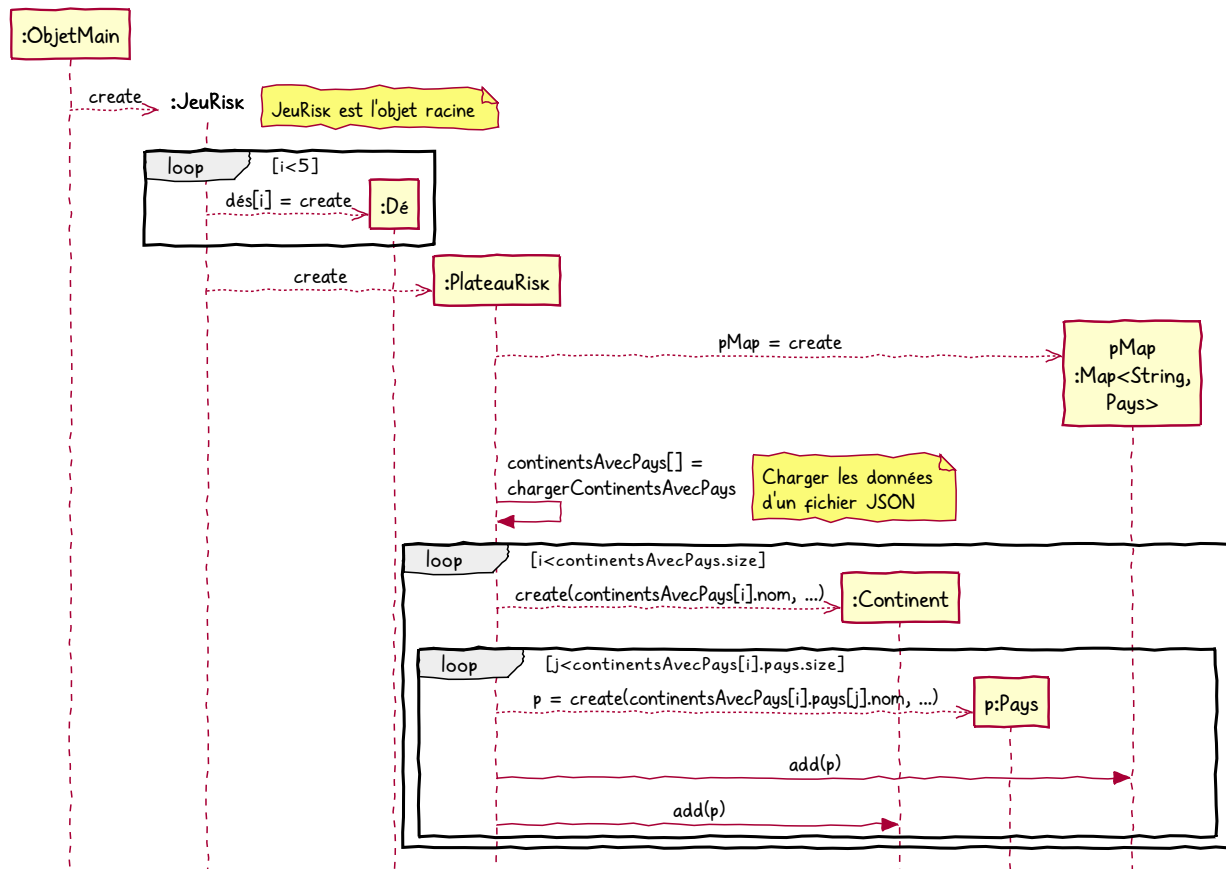 :ObjetMain
create
:JeuRisk
JeuRisk est l'objet racine
loop
[i<5]
dés[i] = create
:Dé
create
:PlateauRisk
pMap = create
pMap
:Map<String,
Pays>
continentsAvecPays[] =
chargerContinentsAvecPays
Charger les données
d'un fichier JSON
loop
[i<continentsAvecPays.size]
create(continentsAvecPays[i].nom, ...)
:Continent
loop
[j<continentsAvecPays[i].pays.size]
p = create(continentsAvecPays[i].pays[j].nom, ...)
p:Pays
add(p)
add(p)